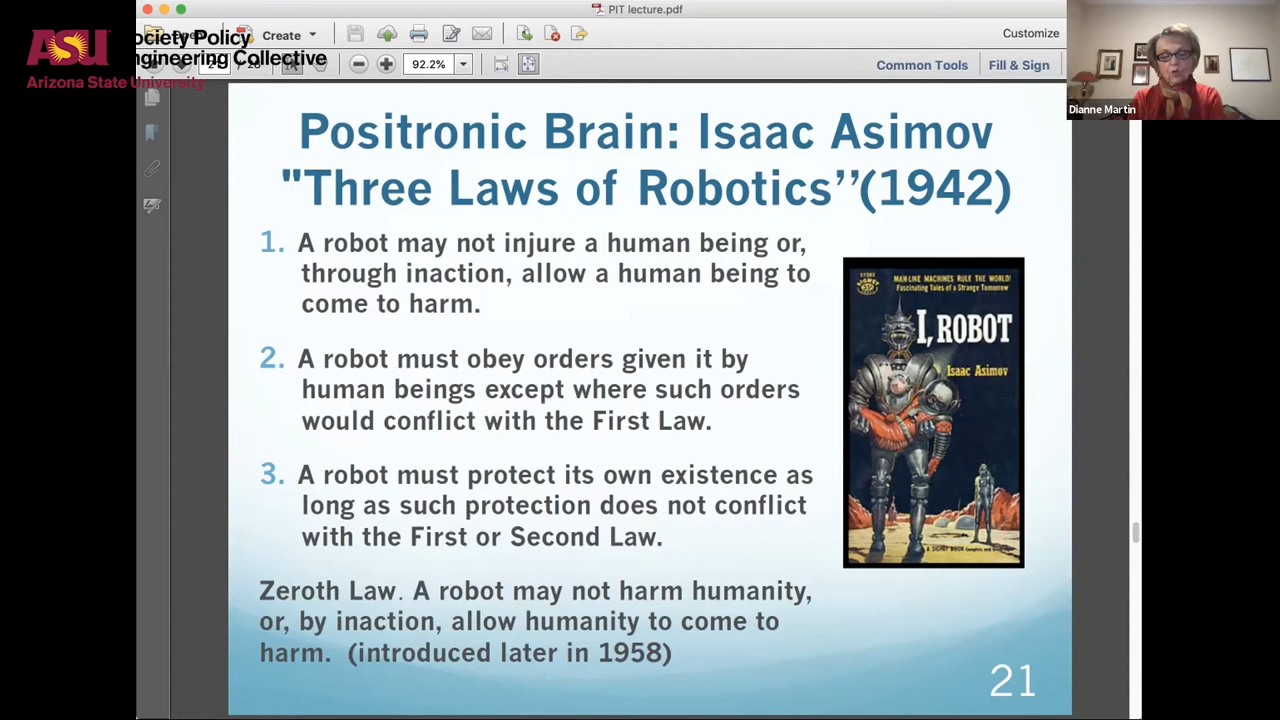 PIT lecture.pdf
ASU
ociety Policy
ngineering Collective
Arizona State University
Create
92.2%
Customize
Common Tools
Fill & Sign
Dianne Martin
Positronic Brain: Isaac Asimov
"Three Laws of Robotics’’(1942)
1. A robot may not injure a human being or,
through inaction, allow a human being to
come to harm.
2. A robot must obey orders given it by
human beings except where such orders
would conflict with the First Law.
3. A robot must protect its own existence as
long as such protection does not conflict
with the First or Second Law.
Zeroth Law. A robot may not harm humanity,
or, by inaction, allow humanity to come to
harm. (introduced later in 1958)
MAN-LIKE MACHINES RULE THE WORLD!
Fascinating Tales of a Strange Tomorrow
I, ROBOT
Isaac Asimov
A SIGNET BOOK
21